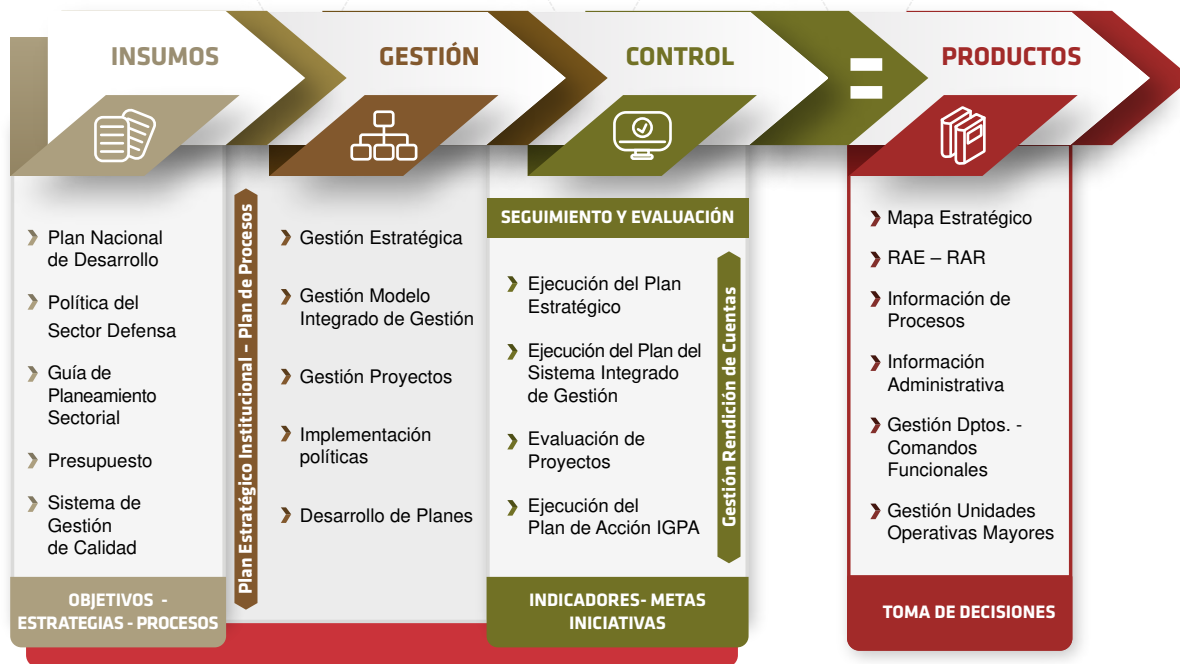 INSUMOS
GESTIÓN
CONTROL
=
PRODUCTOS
Plan Nacional
de Desarrollo
Política del
Sector Defensa
Guía de
Planeamiento
Sectorial
Presupuesto
Sistema de
Gestión
de Calidad
OBJETIVOS -
ESTRATEGIAS - PROCESOS
Plan Estratégico Institucional - Plan de Procesos
Gestión Estratégica
Gestión Modelo
Integrado de Gestión
Gestión Proyectos
Implementación
políticas
Desarrollo de Planes
SEGUIMIENTO Y EVALUACIÓN
Ejecución del Plan
Estratégico
Ejecución del Plan del
Sistema Integrado
de Gestión
Evaluación de
Proyectos
Ejecución del
Plan de Acción IGPA
Gestión Rendición de Cuentas
INDICADORES- METAS
INICIATIVAS
Mapa Estratégico
RAE – RAR
Información de
Procesos
Información
Administrativa
Gestión Dptos. -
Comandos
Funcionales
Gestión Unidades
Operativas Mayores
TOMA DE DECISIONES